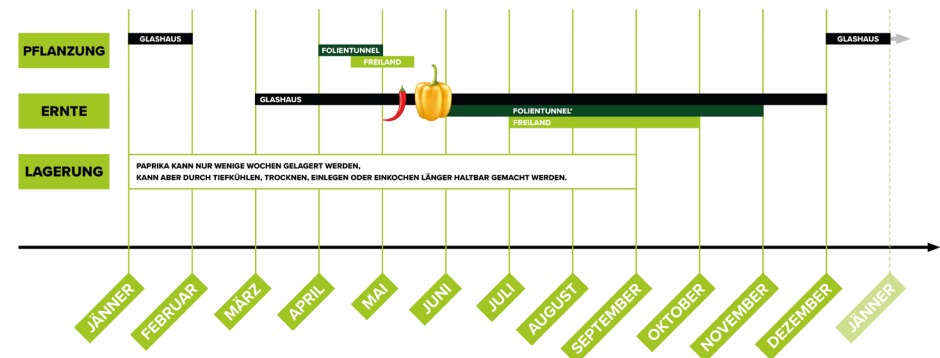 PFLANZUNG
GLASHAUS
FOLIENTUNNEL
FREILAND
GLASHAUS
ERNTE
GLASHAUS
FOLIENTUNNEL*
FREILAND
LAGERUNG
PAPRIKA KANN NUR WENIGE WOCHEN GELAGERT WERDEN,
KANN ABER DURCH TIEFKÜHLEN, TROCKNEN, EINLEGEN ODER EINKOCHEN LÄNGER HALTBAR GEMACHT WERDEN.
JÄNNER
FEBRUAR
MÄRZ
APRIL
MAI
JUNI
JULI
AUGUST
SEPTEMBER
OKTOBER
NOVEMBER
DEZEMBER
JÄNNER